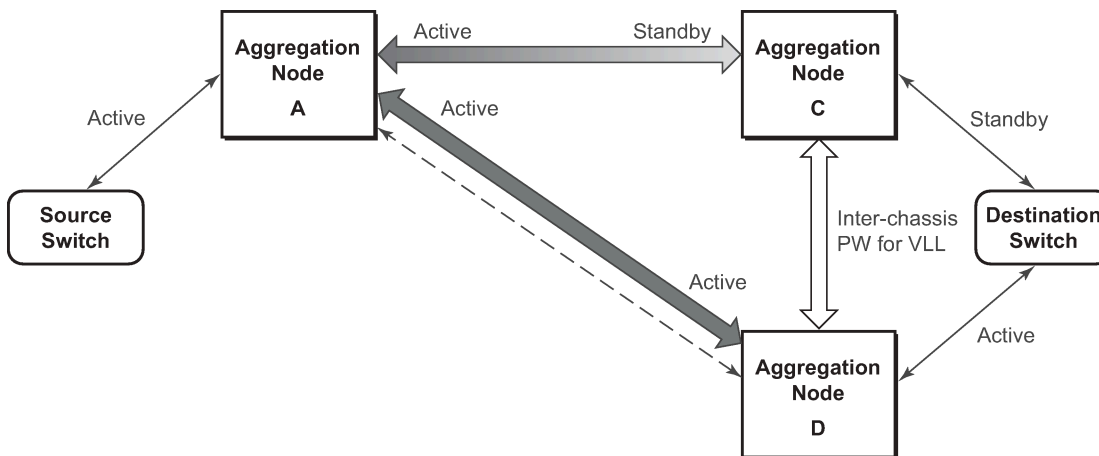 Active
Standby
Aggregation
Node
A
Aggregation
Node
C
Active
Active
Standby
Source
Switch
Inter-chassis
PW for VLL
Destination
Switch
Active
Active
Aggregation
Node
D